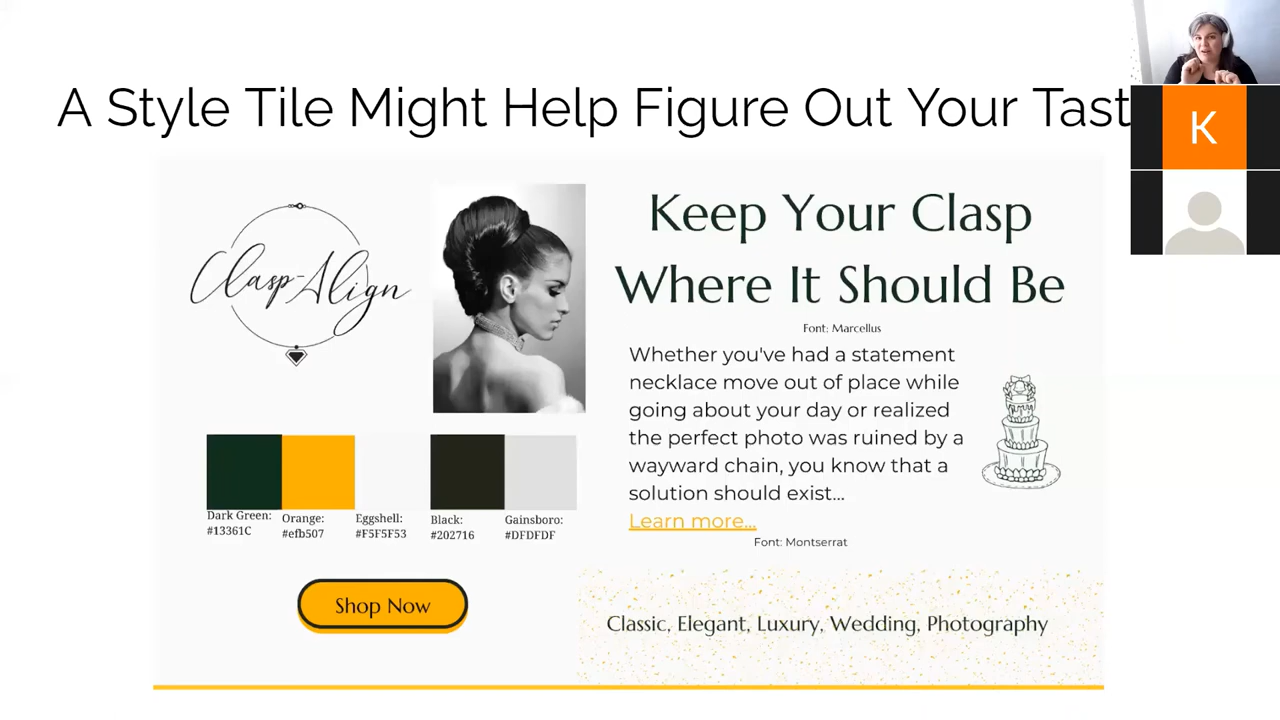 A Style Tile Might Help Figure Out Your Tast
K
Clasp-Align
Keep Your Clasp
Where It Should Be
Font: Marcellus
Whether you've had a statement
necklace move out of place while
going about your day or realized
the perfect photo was ruined by a
wayward chain, you know that a
solution should exist...
Learn more...
Font: Montserrat
Dark Green:
#13361C
Orange:
#efb507
Eggshell:
#F5F5F53
Black:
#202716
Gainsboro:
#DFDFDF
Shop Now
Classic, Elegant, Luxury, Wedding, Photography